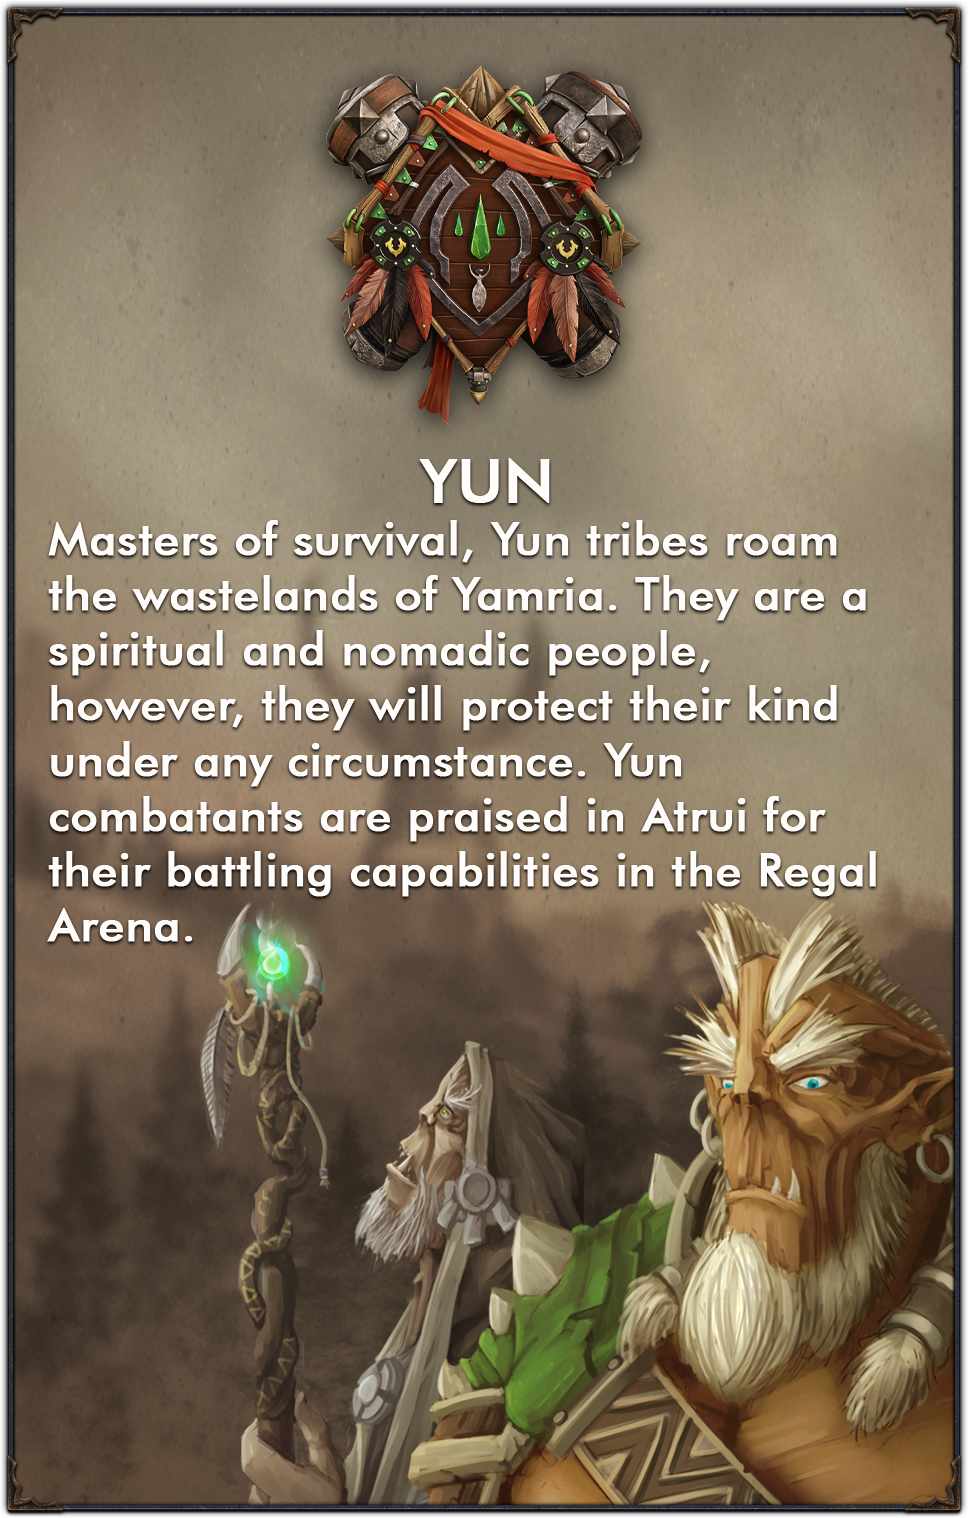 YUN
Masters of survival, Yun tribes roam
the wastelands of Yamria. They are a
spiritual and nomadic people,
however, they will protect their kind
under any circumstance. Yun
combatants are praised in Atrui for
their battling capabilities in the Regal
Arena.